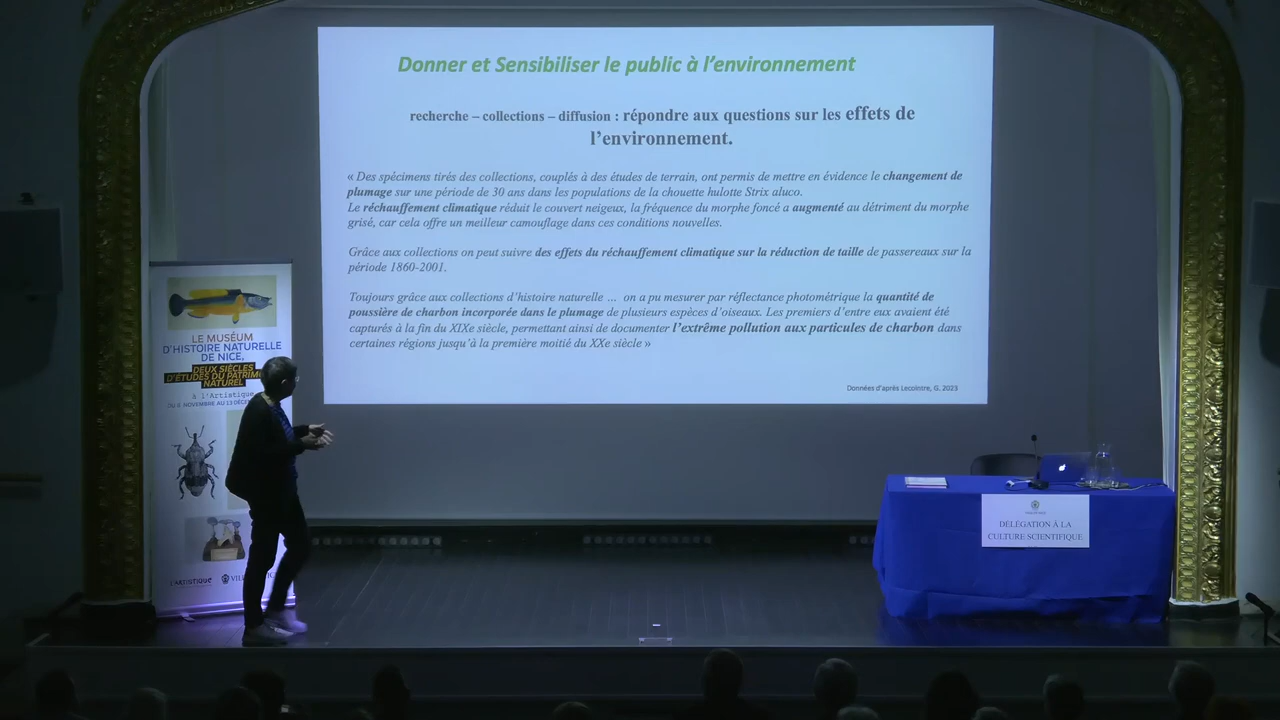 Donner et Sensibiliser le public à l'environnement
recherche – collections – diffusion : répondre aux questions sur les effets de
l'environnement.
« Des spécimens tirés des collections, couplés à des études de terrain, ont permis de mettre en évidence le changement de
plumage sur une période de 30 ans dans les populations de la chouette hulotte Strix aluco.
Le réchauffement climatique réduit le couvert neigeux, la fréquence du morphe foncé a augmenté au détriment du morphe
grisé, car cela offre un meilleur camouflage dans ces conditions nouvelles.
Grâce aux collections on peut suivre des effets du réchauffement climatique sur la réduction de taille de passereaux sur la
période 1860-2001.
Toujours grâce aux collections d'histoire naturelle … on a pu mesurer par réflectance photométrique la quantité de
poussière de charbon incorporée dans le plumage de plusieurs espèces d'oiseaux. Les premiers d'entre eux avaient été
capturés à la fin du XIXe siècle, permettant ainsi de documenter l'extrême pollution aux particules de charbon dans
certaines régions jusqu'à la première moitié du XXe siècle »
Données d'après Lecointre, G. 2023
LE MUSÉUM
D'HISTOIRE NATURELLE
DE NICE,
DEUX SIÈCLES
D'ÉTUDES DU
NATUREL
à l'Artistique
DU 8 NOVEMBRE AU 13
L'ARTISTIQUE
DÉLÉGATION À LA
CULTURE SCIENTIFIQUE